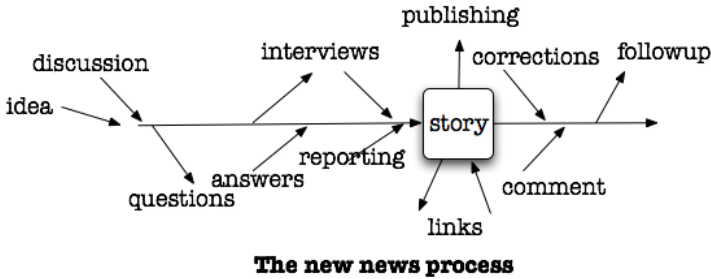 publishing
interviews
corrections
followup
discussion
idea
story
reporting
answers
questions
comment
links
The new news process